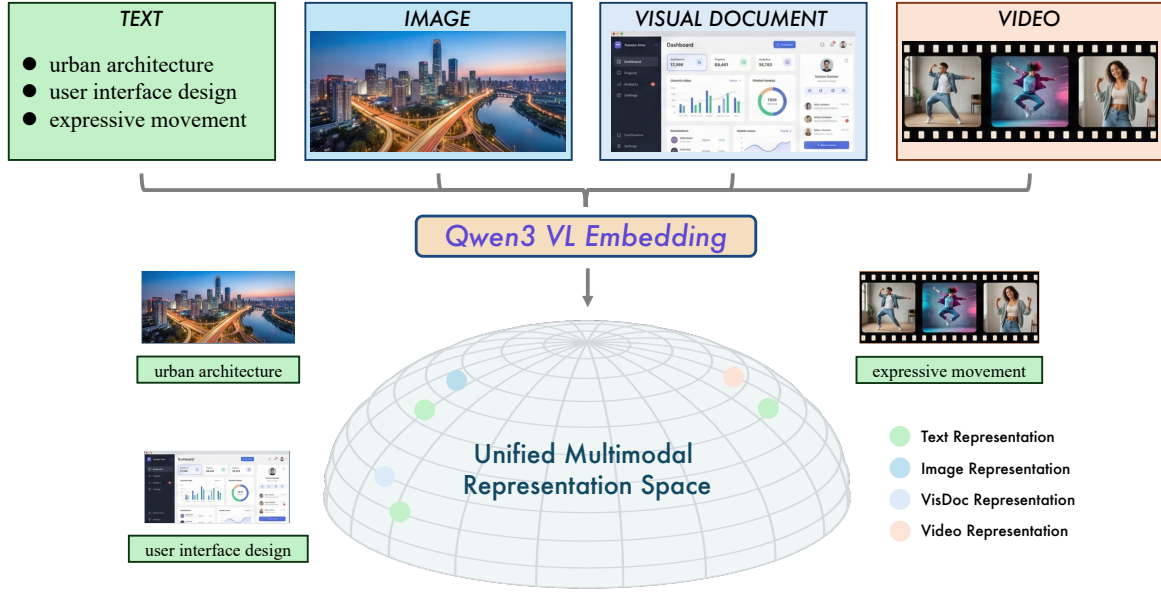 TEXT
● urban architecture
● user interface design
● expressive movement
IMAGE
VISUAL DOCUMENT
Dashboard
VIDEO
Qwen3 VL Embedding
urban architecture
expressive movement
Unified Multimodal
Representation Space
Text Representation
Image Representation
VisDoc Representation
Video Representation
Dashboard
user interface design